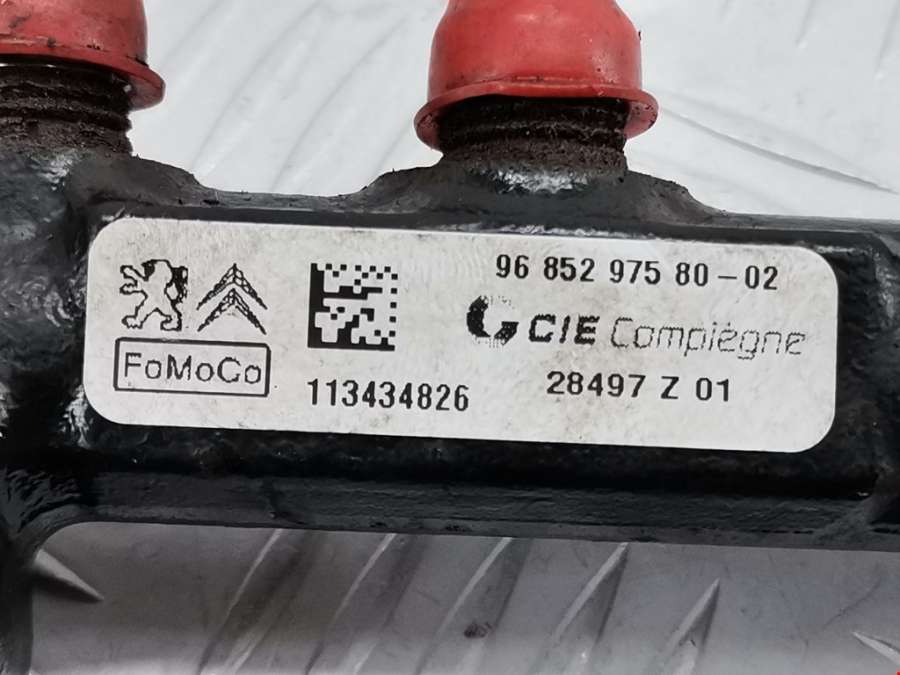 96 852 975 80-02
CIE Compiègne
FoMoCo
113434826
28497 Z 01